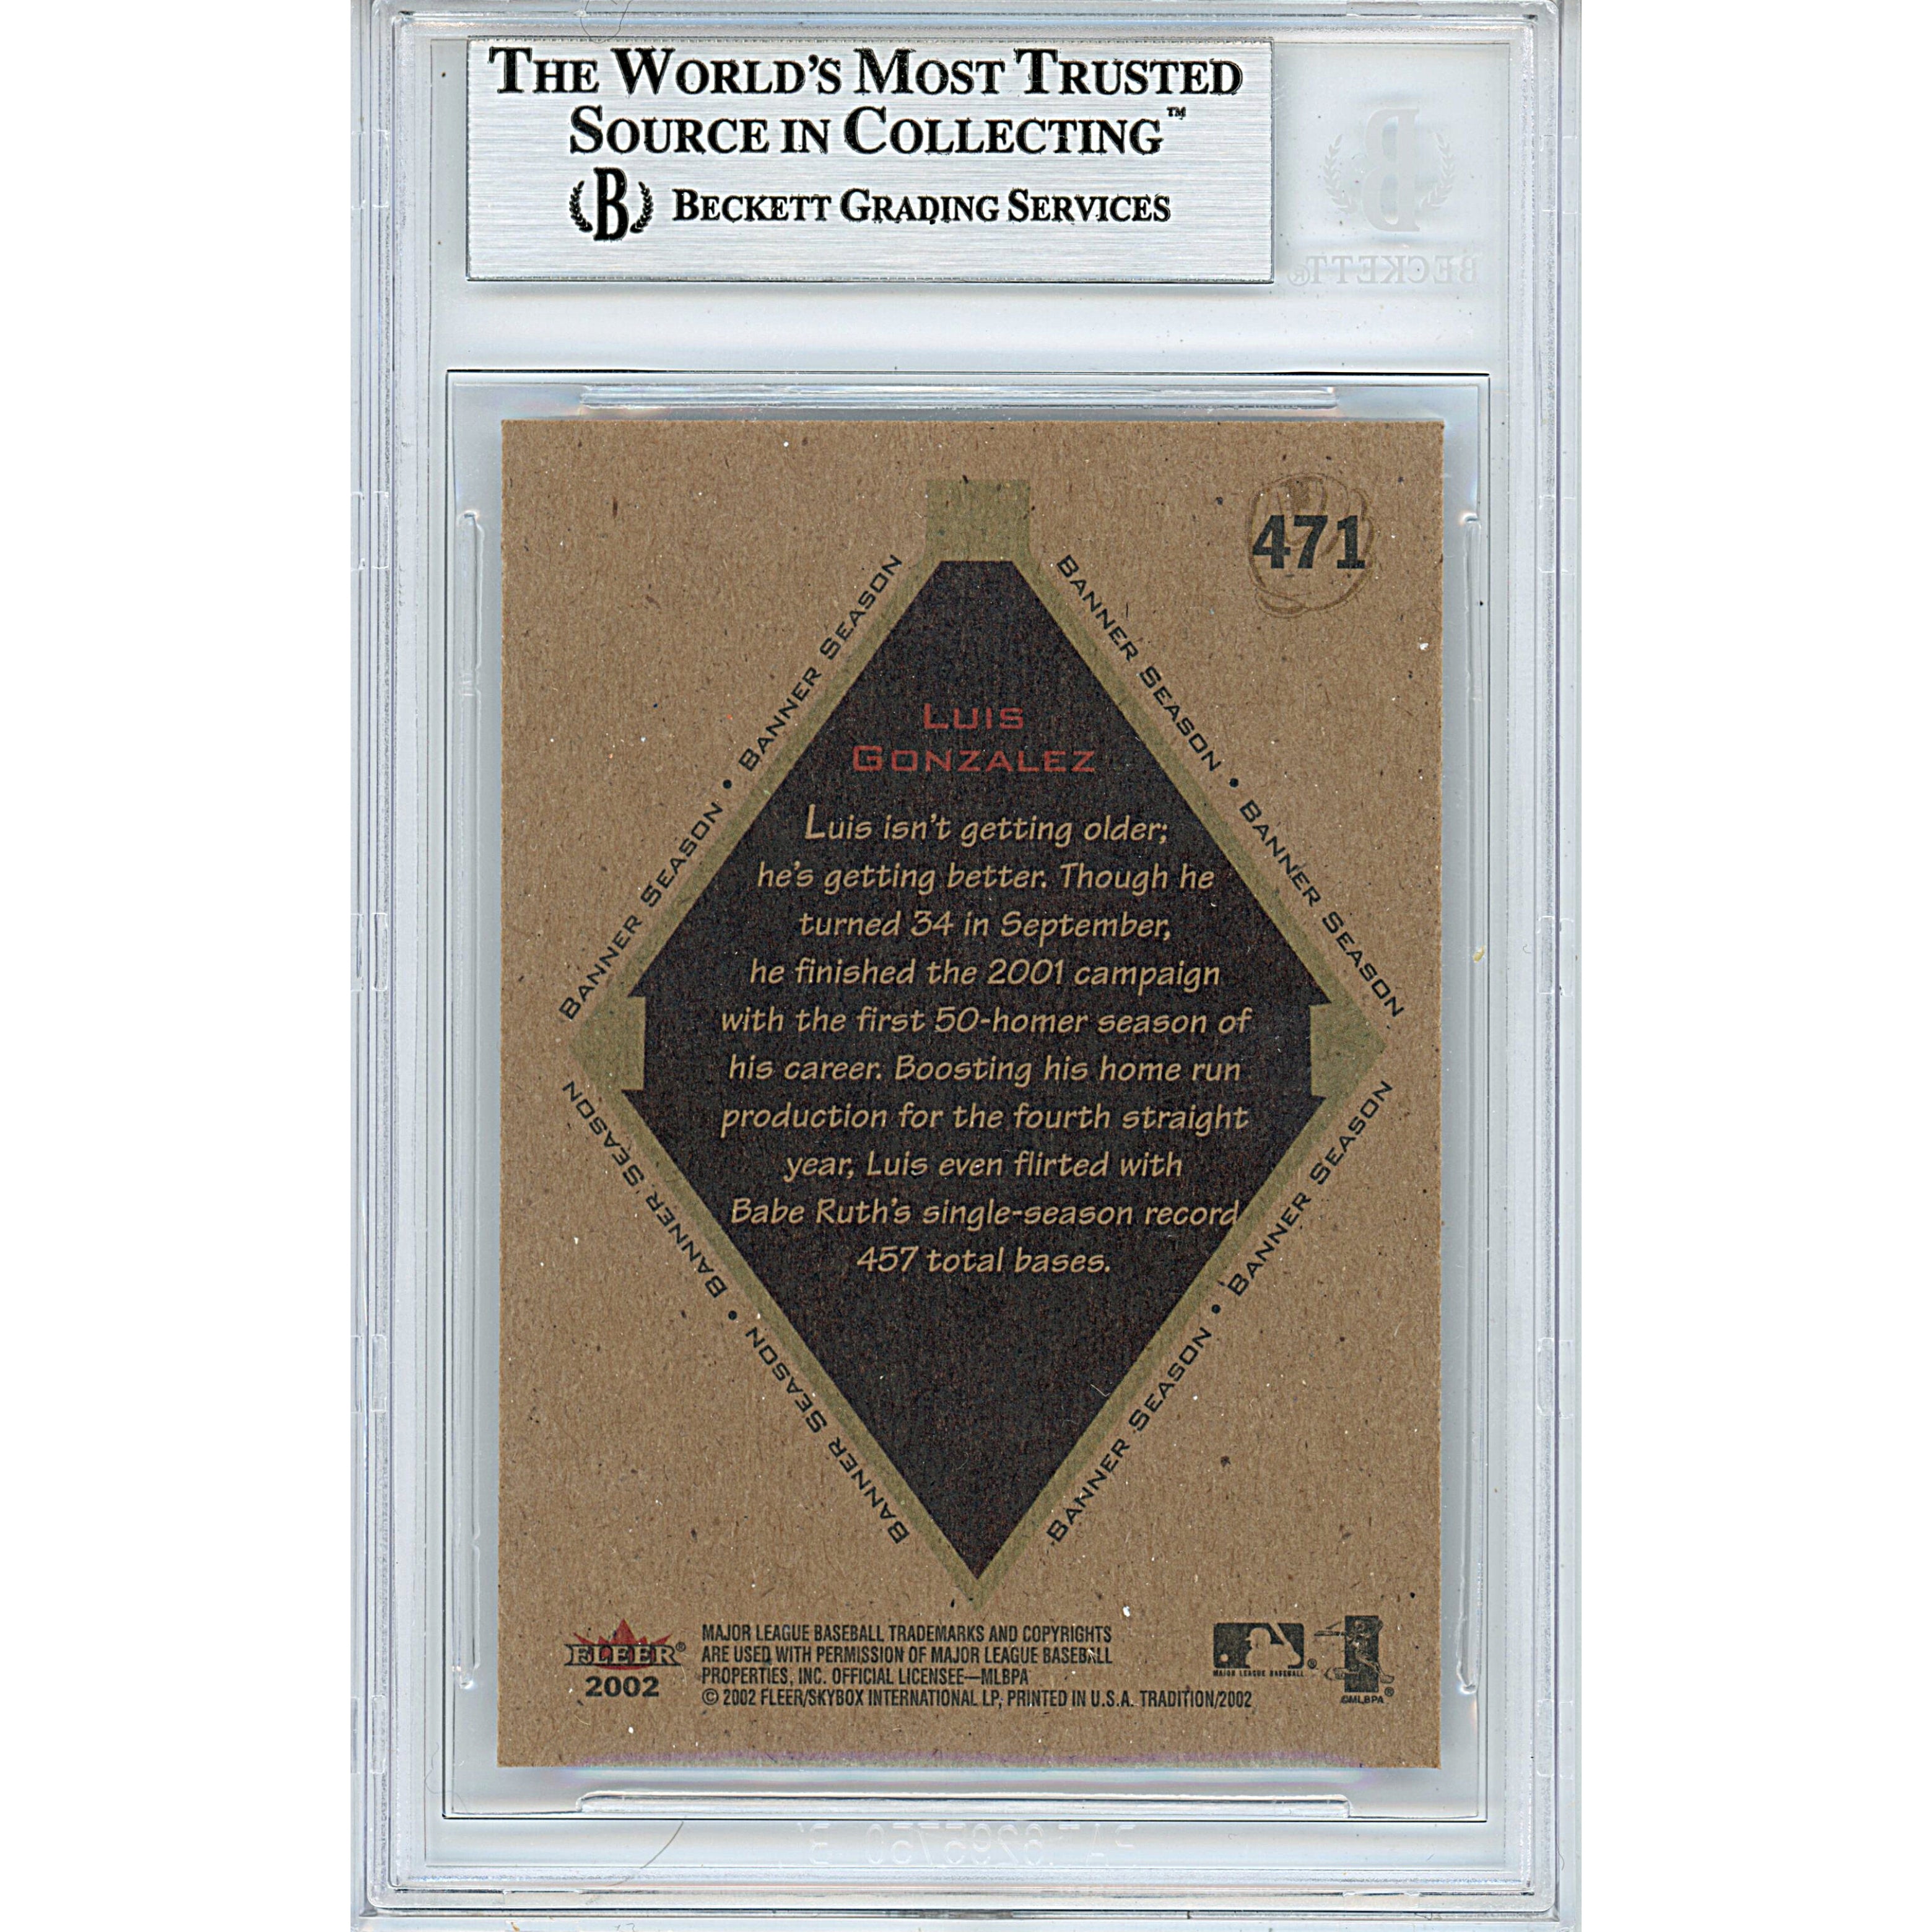 THE WORLD'S MOST TRUSTED
SOURCE IN COLLECTING™
B BECKETT GRADING SERVICES
B
BECKETT®
471
BANNER SEASON • BANNER SEASON
BANNER SEASON • BANNER SEASON
LUIS
GONZALEZ
Luis isn't getting older;
he's getting better. Though he
turned 34 in September,
he finished the 2001 campaign
with the first 50-homer season of
his career. Boosting his home run
production for the fourth straight
year, Luis even flirted with
Babe Ruth's single-season record
457 total bases.
BANNER SEASON • BANNER SEASON
BANNER SEASON • BANNER SEASON
FLEER®
2002
MAJOR LEAGUE BASEBALL TRADEMARKS AND COPYRIGHTS
ARE USED WITH PERMISSION OF MAJOR LEAGUE BASEBALL
PROPERTIES, INC. OFFICIAL LICENSEE—MLBPA
© 2002 FLEER/SKYBOX INTERNATIONAL LP, PRINTED IN U.S.A. TRADITION/2002
MAJOR LEAGUE BASEBALL®
©MLBPA®